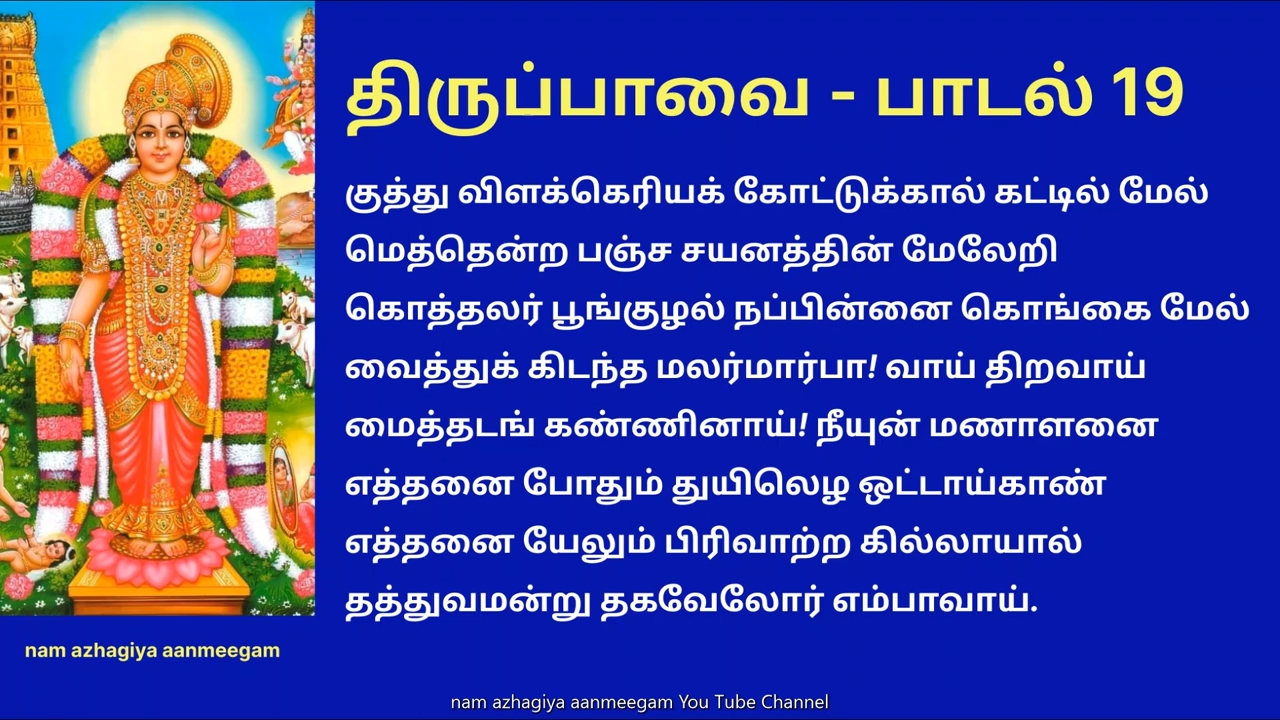 திருப்பாவை - பாடல் 19
குத்து விளக்கெரியக் கோட்டுக்கால் கட்டில் மேல்
மெத்தென்ற பஞ்ச சயனத்தின் மேலேறி
கொத்தலர் பூங்குழல் நப்பின்னை கொங்கை மேல்
வைத்துக் கிடந்த மலர்மார்பா! வாய் திறவாய்
மைத்தடங் கண்ணினாய்! நீயுன் மணாளனை
எத்தனை போதும் துயிலெழ ஒட்டாய்காண்
எத்தனை யேலும் பிரிவாற்ற கில்லாயால்
தத்துவமன்று தகவேலோர் எம்பாவாய்.
nam azhagiya aanmeegam
nam azhagiya aanmeegam You Tube Channel